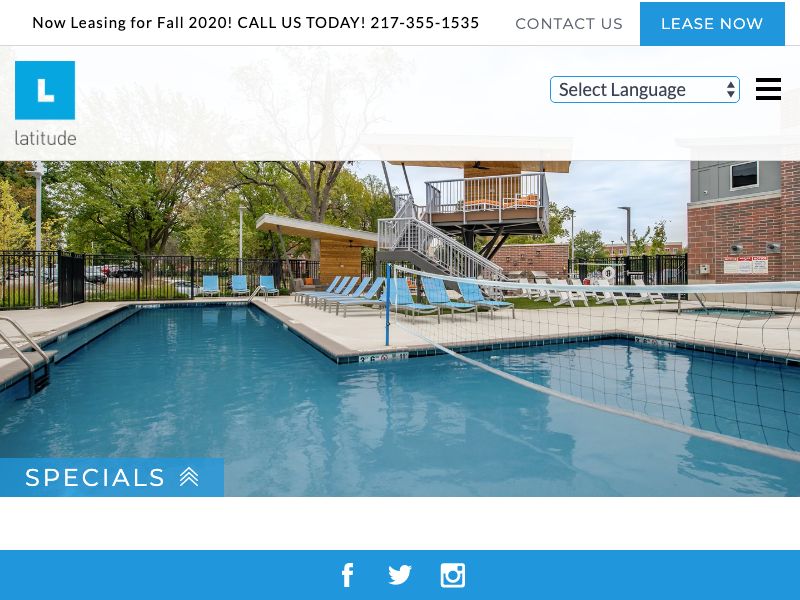 Now Leasing for Fall 2020! CALL US TODAY! 217-355-1535
CONTACT US
LEASE NOW
L
latitude
Select Language
SPECIALS